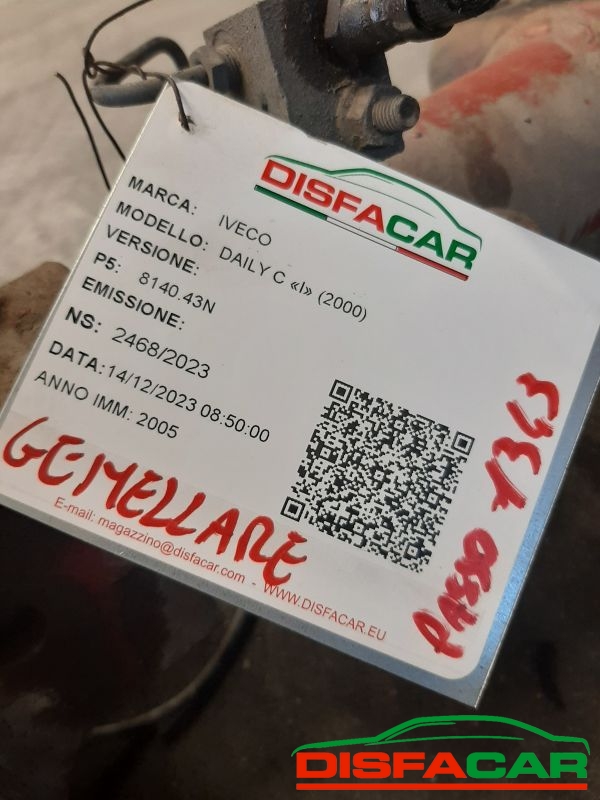 DISFACAR
MARCA: IVECO
MODELLO: DAILY C «I» (2000)
VERSIONE:
P5: 8140.43N
EMISSIONE:
NS: 2468/2023
DATA: 14/12/2023 08:50:00
ANNO IMM: 2005
GEMELLARE
E-mail: magazzino@disfacar.com - WWW.DISFACAR.EU
PASSO
DISFACAR